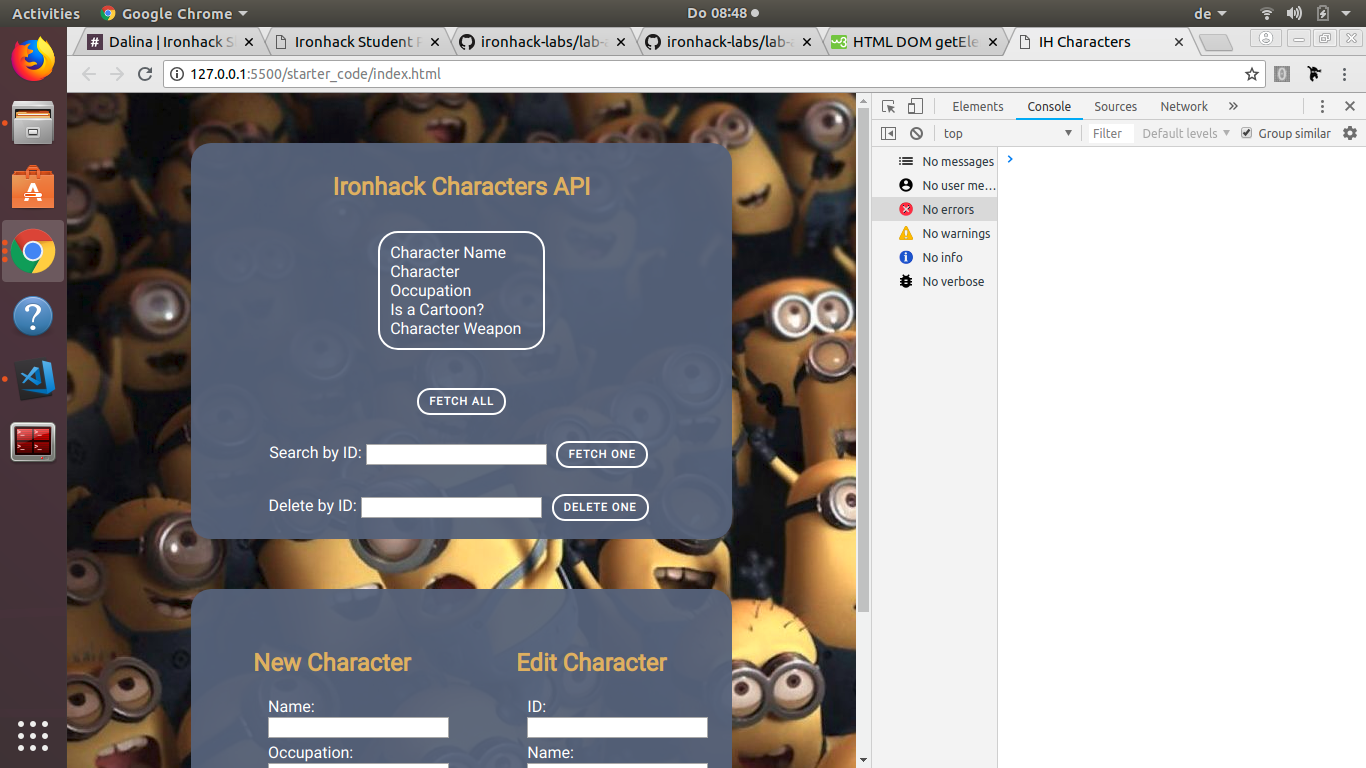 Activities
Google Chrome
Do 08:48
de
Dalina | Ironhack S
Ironhack Student P
ironhack-labs/lab-a
ironhack-labs/lab-a
HTML DOM getEle
IH Characters
127.0.0.1:5500/starter_code/index.html
Elements
Console
Sources
Network
top
Filter
Default levels
Group similar
No messages
No user me...
No errors
No warnings
No info
No verbose
Ironhack Characters API
Character Name
Character
Occupation
Is a Cartoon?
Character Weapon
FETCH ALL
Search by ID:
FETCH ONE
Delete by ID:
DELETE ONE
New Character
Edit Character
Name:
ID:
Occupation:
Name: